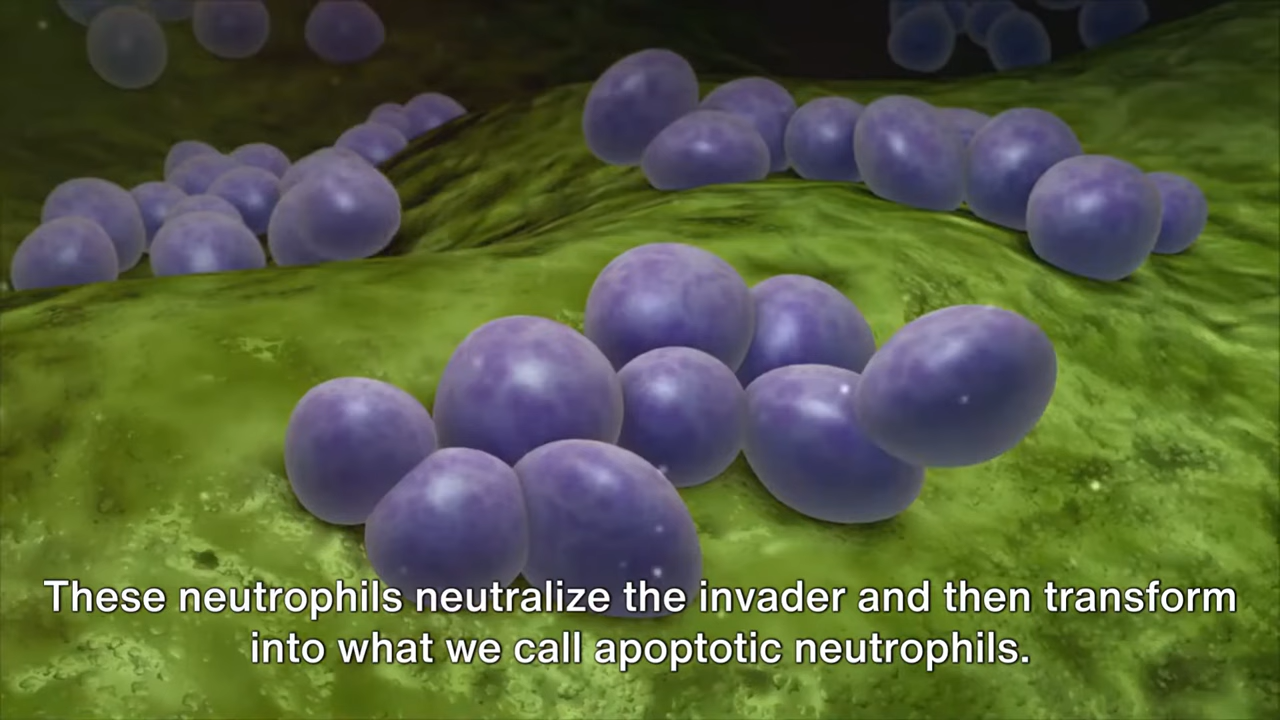 These neutrophils neutralize the invader and then transform
into what we call apoptotic neutrophils.